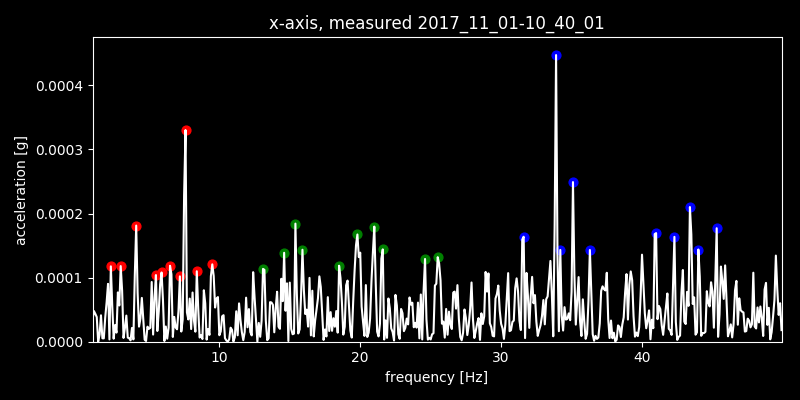 x-axis, measured 2017_11_01-10_40_01
acceleration [g]
0.0004
0.0003
0.0002
0.0001
0.0000
10 20 30 40
frequency [Hz]